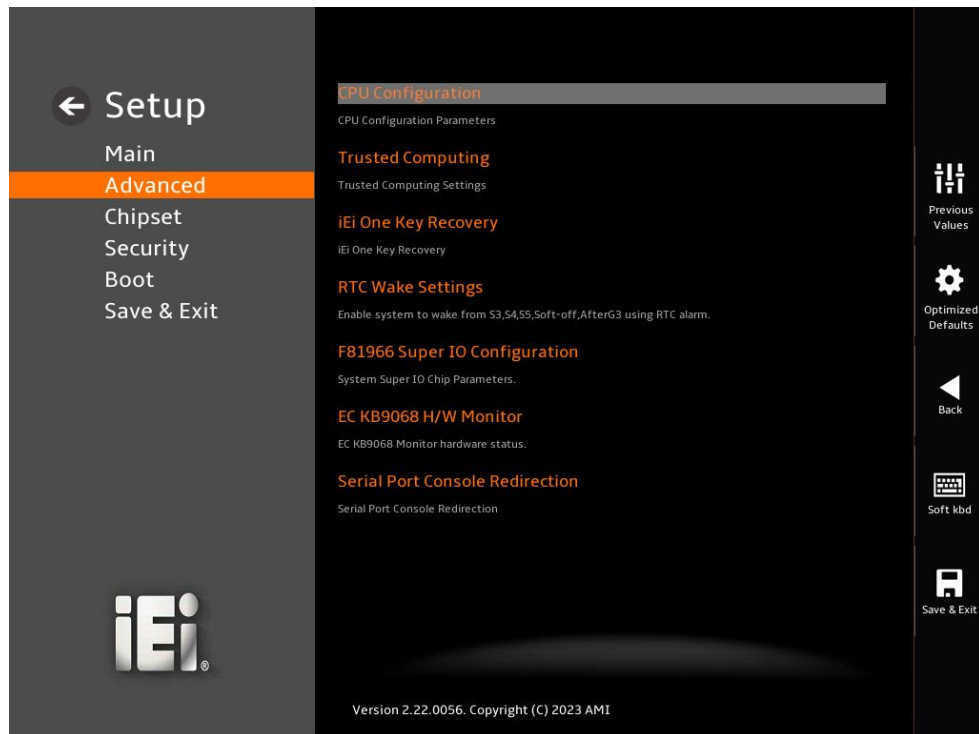 Setup
Main
Advanced
Chipset
Security
Boot
Save & Exit
CPU Configuration
CPU Configuration Parameters
Trusted Computing
Trusted Computing Settings
iEi One Key Recovery
iEi One Key Recovery
RTC Wake Settings
Enable system to wake from S3,S4,S5,Soft-off,AfterG3 using RTC alarm.
F81966 Super IO Configuration
System Super IO Chip Parameters.
EC KB9068 H/W Monitor
EC KB9068 Monitor hardware status.
Serial Port Console Redirection
Serial Port Console Redirection
Previous
Values
Optimized
Defaults
Back
Soft kbd
Save & Exit
iEi®
Version 2.22.0056. Copyright (C) 2023 AMI